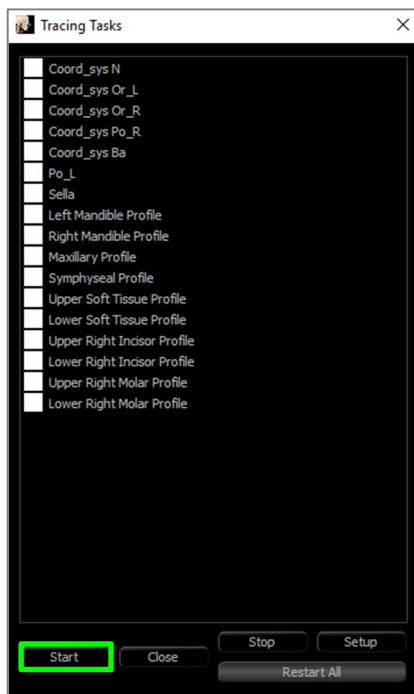 Tracing Tasks
Coord_sys N
Coord_sys Or_L
Coord_sys Or_R
Coord_sys Po_R
Coord_sys Ba
Po_L
Sella
Left Mandible Profile
Right Mandible Profile
Maxillary Profile
Symphyseal Profile
Upper Soft Tissue Profile
Lower Soft Tissue Profile
Upper Right Incisor Profile
Lower Right Incisor Profile
Upper Right Molar Profile
Lower Right Molar Profile
Stop Setup
Start Close
Restart All